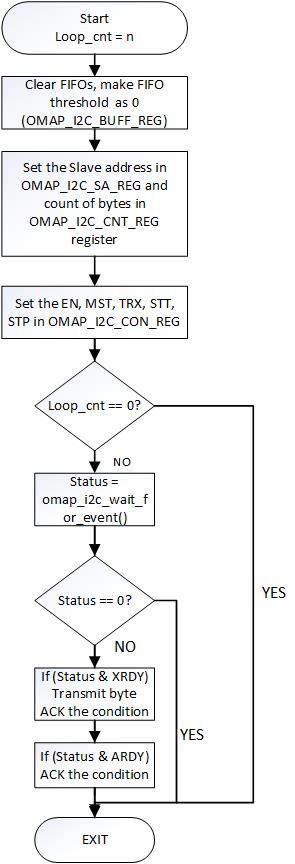 Start
Loop_cnt = n
Clear FIFOs, make FIFO
threshold as 0
(OMAP_I2C_BUFF_REG)
Set the Slave address in
OMAP_I2C_SA_REG and
count of bytes in
OMAP_I2C_CNT_REG
register
Set the EN, MST, TRX, STT,
STP in OMAP_I2C_CON_REG
Loop_cnt == 0?
NO
Status =
omap_i2c_wait_f
or_event()
YES
Status == 0?
NO
If (Status & XRDY)
Transmit byte
ACK the condition
YES
If (Status & ARDY)
ACK the condition
EXIT